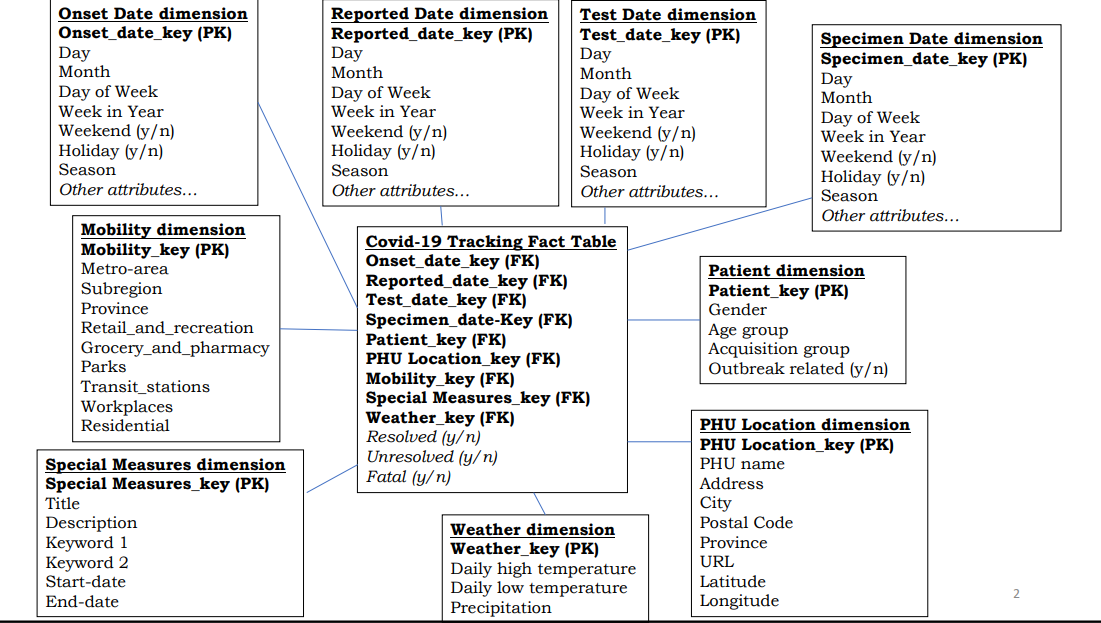 Onset Date dimension
Onset_date_key (PK)
Day
Month
Day of Week
Week in Year
Weekend (y/n)
Holiday (y/n)
Season
Other attributes...
Reported Date dimension
Reported_date_key (PK)
Day
Month
Day of Week
Week in Year
Weekend (y/n)
Holiday (y/n)
Season
Other attributes...
Test Date dimension
Test_date_key (PK)
Day
Month
Day of Week
Week in Year
Weekend (y/n)
Holiday (y/n)
Season
Other attributes...
Specimen Date dimension
Specimen_date_key (PK)
Day
Month
Day of Week
Week in Year
Weekend (y/n)
Holiday (y/n)
Season
Other attributes...
Mobility dimension
Mobility_key (PK)
Metro-area
Subregion
Province
Retail_and_recreation
Grocery_and_pharmacy
Parks
Transit_stations
Workplaces
Residential
Covid-19 Tracking Fact Table
Onset_date_key (FK)
Reported_date_key (FK)
Test_date_key (FK)
Specimen_date-Key (FK)
Patient_key (FK)
PHU Location_key (FK)
Mobility_key (FK)
Special Measures_key (FK)
Weather_key (FK)
Resolved (y/n)
Unresolved (y/n)
Fatal (y/n)
Patient dimension
Patient_key (PK)
Gender
Age group
Acquisition group
Outbreak related (y/n)
Special Measures dimension
Special Measures_key (PK)
Title
Description
Keyword 1
Keyword 2
Start-date
End-date
Weather dimension
Weather_key (PK)
Daily high temperature
Daily low temperature
Precipitation
PHU Location dimension
PHU Location_key (PK)
PHU name
Address
City
Postal Code
Province
URL
Latitude
Longitude
2